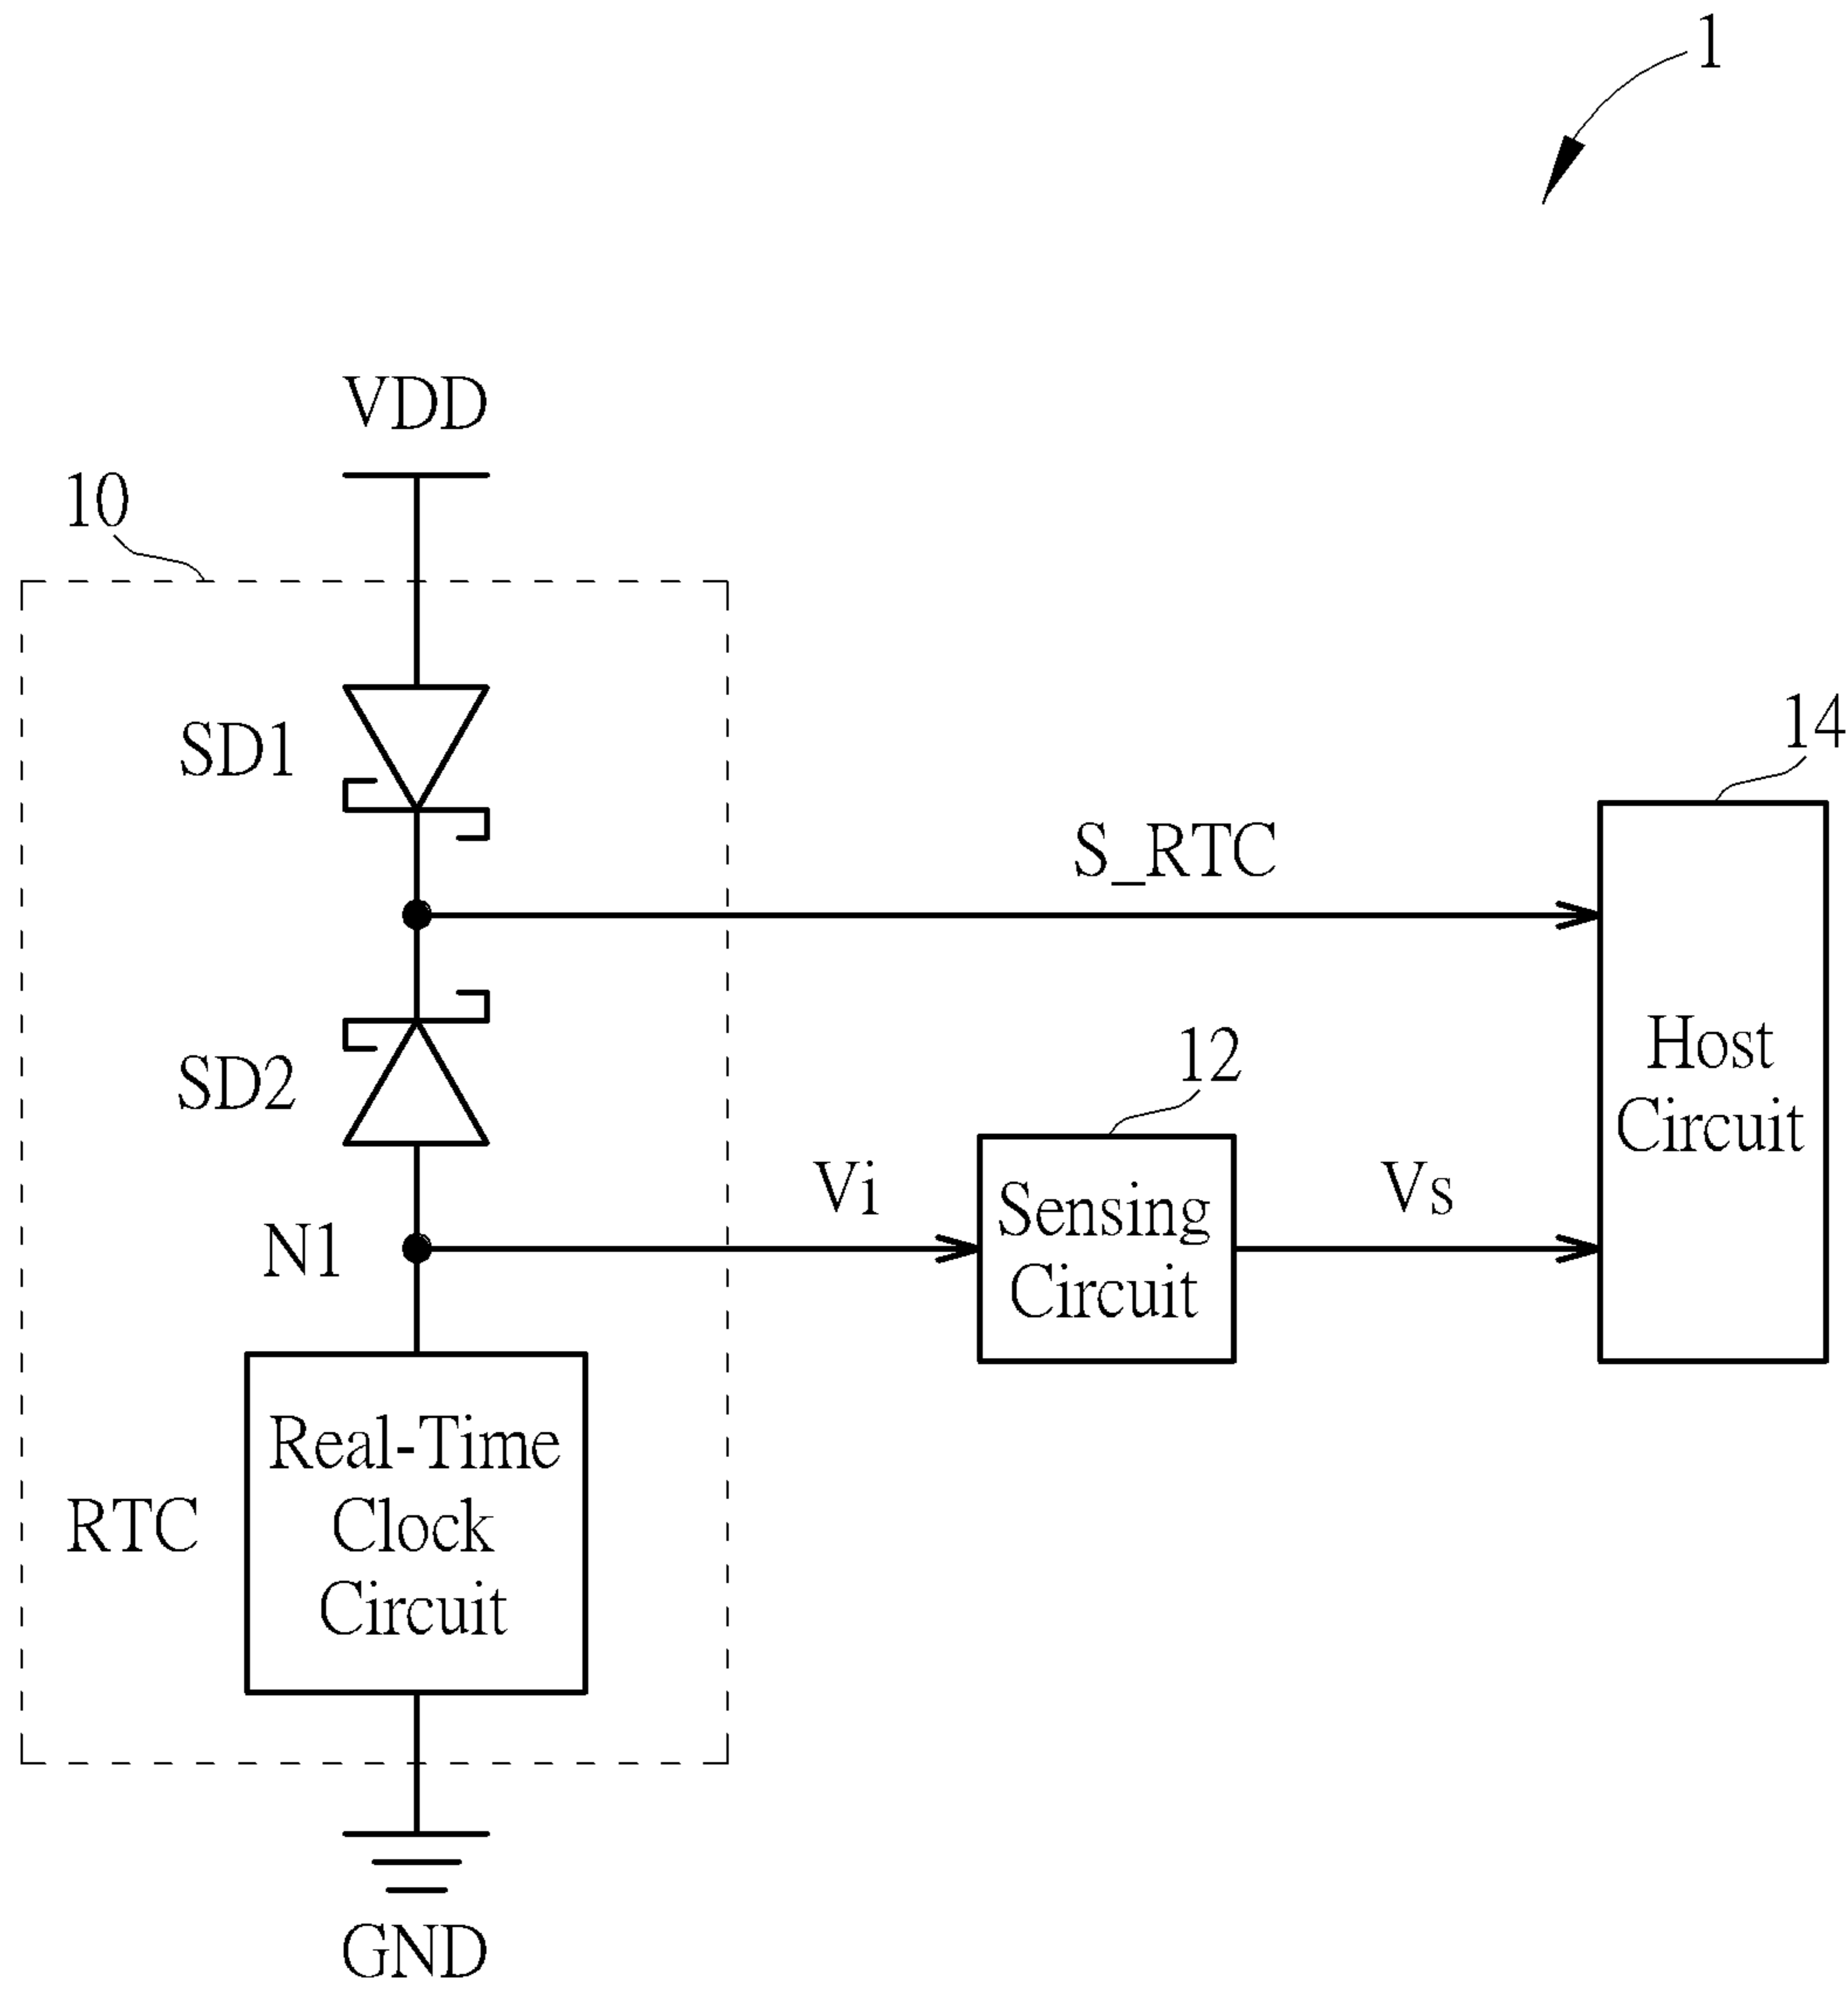 1
VDD
10
SD1
14
S_RTC
Host
Circuit
12
SD2
Vi
Sensing
Circuit
Vs
N1
Real-Time
Clock
Circuit
RTC
GND